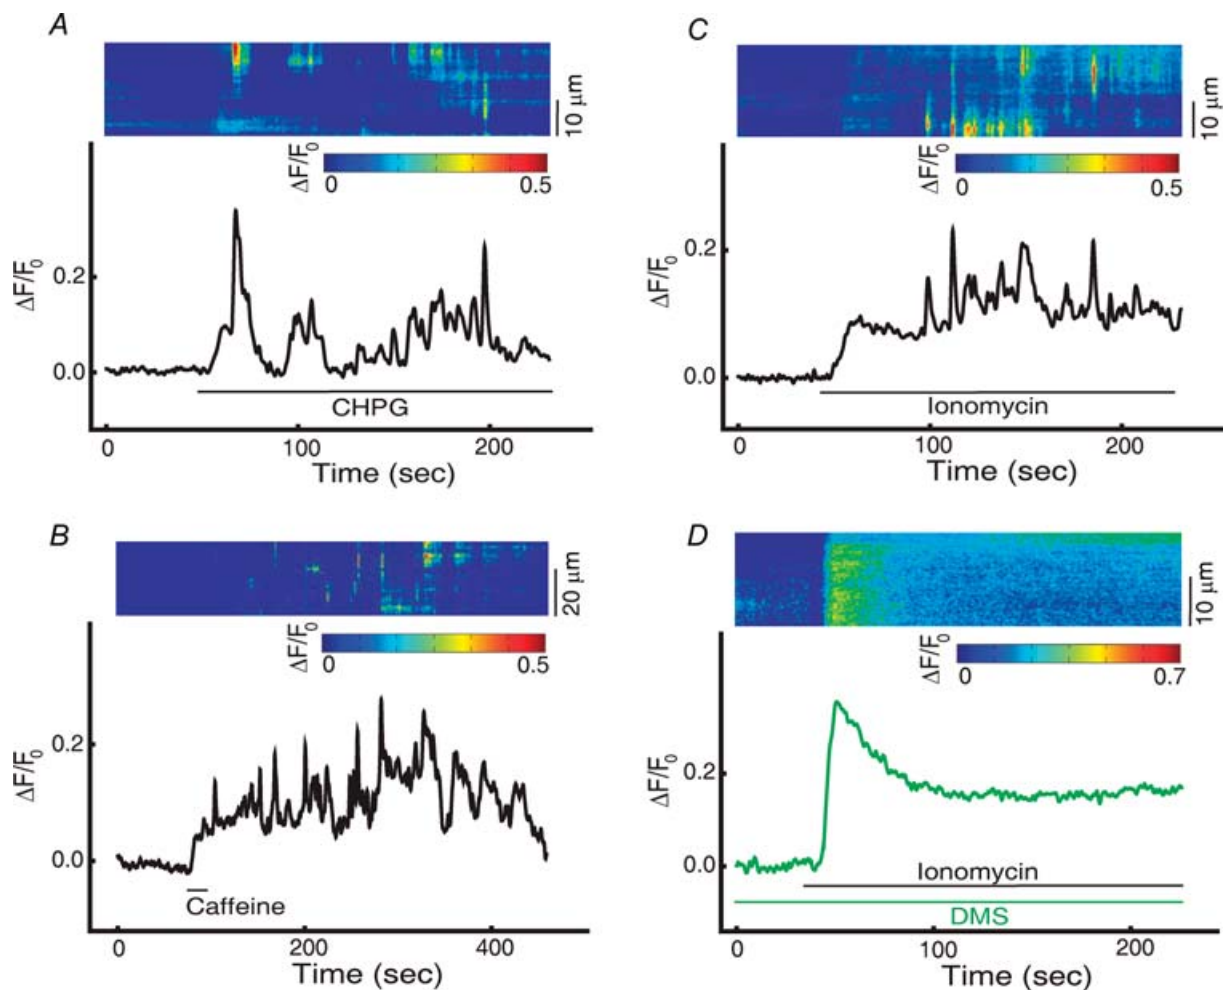 A
10 μm
ΔF/F0
0 0.5
ΔF/F0
0.2
0.0
CHPG
0 100 200
Time (sec)
C
10 μm
ΔF/F0
0 0.5
ΔF/F0
0.2
0.0
Ionomycin
0 100 200
Time (sec)
B
20 μm
ΔF/F0
0 0.5
ΔF/F0
0.2
0.0
Caffeine
0 200 400
Time (sec)
D
10 μm
ΔF/F0
0 0.7
ΔF/F0
0.2
0.0
Ionomycin
DMS
0 100 200
Time (sec)